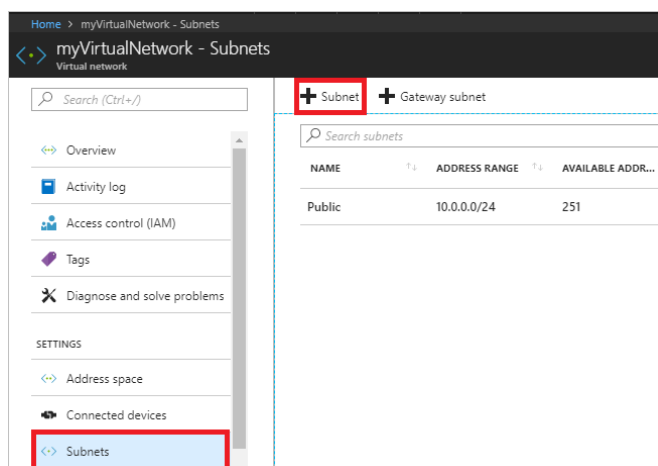 Home > myVirtualNetwork - Subnets
myVirtualNetwork - Subnets
Virtual network
Search (Ctrl+/)
Overview
Activity log
Access control (IAM)
Tags
Diagnose and solve problems
SETTINGS
Address space
Connected devices
Subnets
+ Subnet + Gateway subnet
Search subnets
NAME ADDRESS RANGE AVAILABLE ADDR...
Public 10.0.0.0/24 251